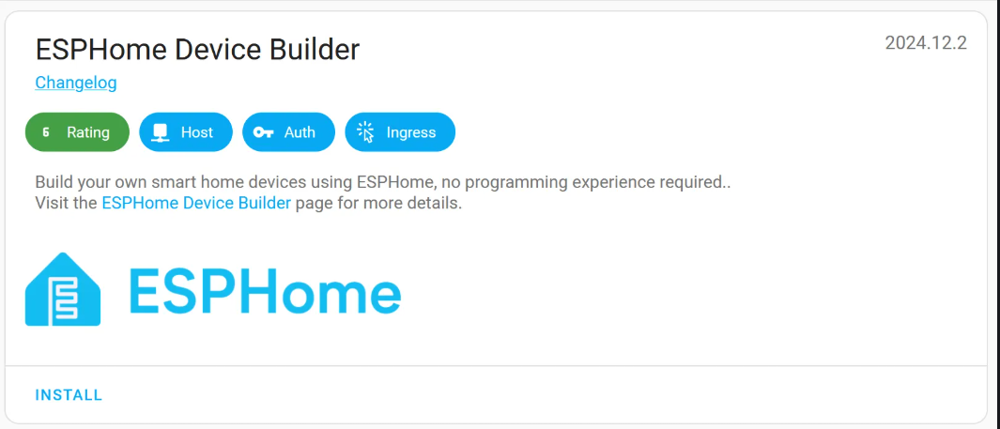 ESPHome Device Builder
2024.12.2
Changelog
6 Rating
Host
Auth
Ingress
Build your own smart home devices using ESPHome, no programming experience required..
Visit the ESPHome Device Builder page for more details.
ESPHome
INSTALL